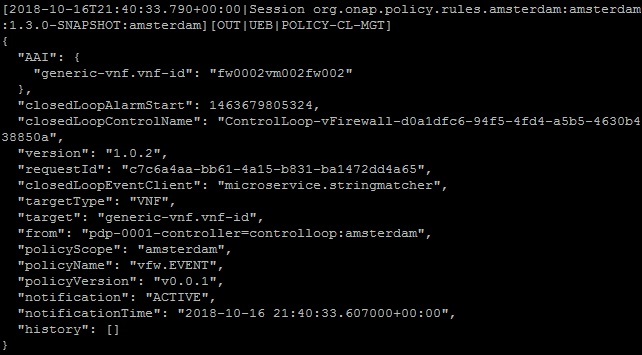 [2018-10-16T21:40:33.790+00:00|Session org.onap.policy.rules.amsterdam:amsterdam
:1.3.0-SNAPSHOT:amsterdam][OUT|UEB|POLICY-CL-MGT]
{
  "AAI": {
    "generic-vnf.vnf-id": "fw0002vm002fw002"
  },
  "closedLoopAlarmStart": 1463679805324,
  "closedLoopControlName": "ControlLoop-vFirewall-d0a1dfc6-94f5-4fd4-a5b5-4630b4
38850a",
  "version": "1.0.2",
  "requestId": "c7c6a4aa-bb61-4a15-b831-ba1472dd4a65",
  "closedLoopEventClient": "microservice.stringmatcher",
  "targetType": "VNF",
  "target": "generic-vnf.vnf-id",
  "from": "pdp-0001-controller=controlloop:amsterdam",
  "policyScope": "amsterdam",
  "policyName": "vfw.EVENT",
  "policyVersion": "v0.0.1",
  "notification": "ACTIVE",
  "notificationTime": "2018-10-16 21:40:33.607000+00:00",
  "history": []
}